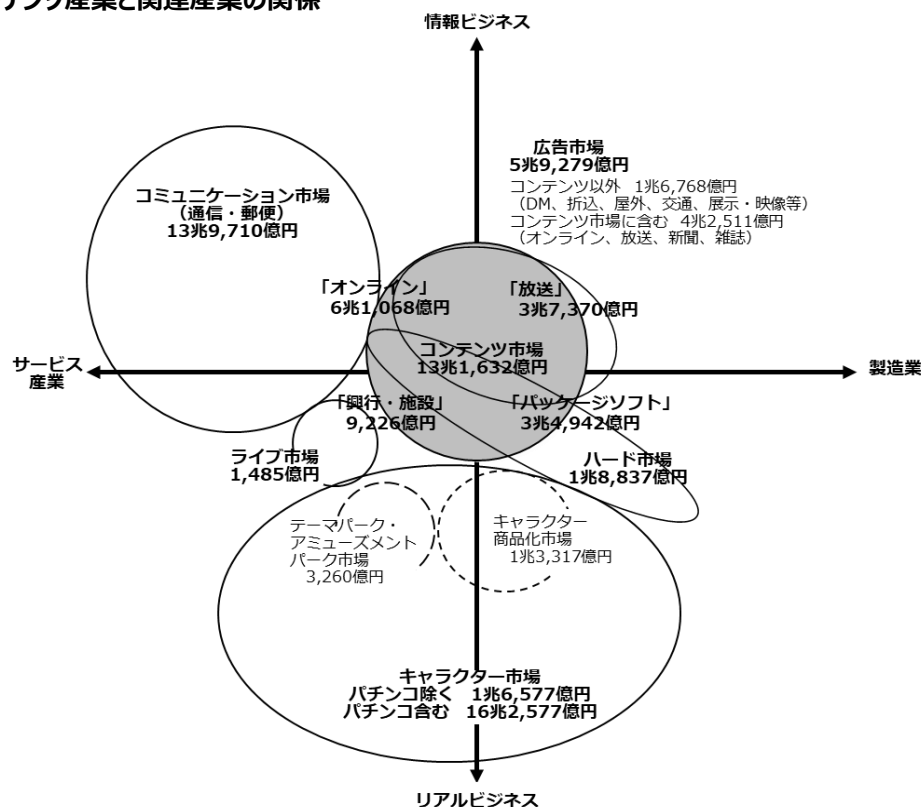 産業と関連産業の関係
情報ビジネス
広告市場
5兆9,279億円
コンテンツ以外 1兆6,768億円
（DM、折込、屋外、交通、展示・映像等）
コンテンツ市場に含む 4兆2,511億円
（オンライン、放送、新聞、雑誌）
コミュニケーション市場
（通信・郵便）
13兆9,710億円
「オンライン」
6兆1,068億円
「放送」
3兆7,370億円
コンテンツ市場
13兆1,632億円
サービス
産業
製造業
「興行・施設」
9,226億円
「パッケージソフト」
3兆4,942億円
ライブ市場
1,485億円
ハード市場
1兆8,837億円
テーマパーク・
アミューズメント
パーク市場
3,260億円
キャラクター
商品化市場
1兆3,317億円
キャラクター市場
パチンコ除く 1兆6,577億円
パチンコ含む 16兆2,577億円
リアルビジネス